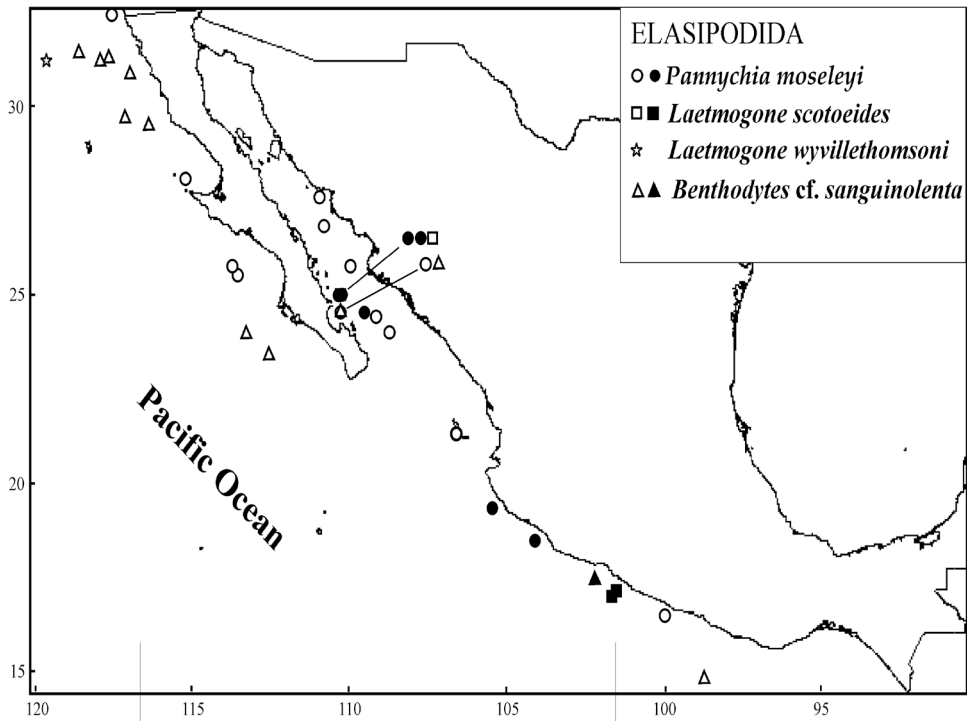 ELASIPODIDA
Pannychia moseleyi
Laetmogone scotoeides
Laetmogone wyvillethomsoni
Benthodytes cf. sanguinolenta
30
25
20
15
Pacific Ocean
120 115 110 105 100 95